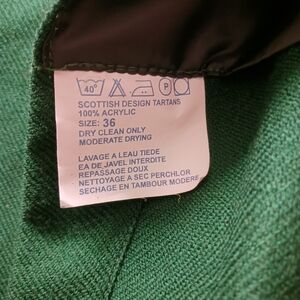 40° P
SCOTTISH DESIGN TARTANS
100% ACRYLIC
SIZE: 36
DRY CLEAN ONLY
MODERATE DRYING
LAVAGE A LEAU TIEDE
EA DE JAVEL INTERDITE
REPASSAGE DOUX
NETTOYAGE A SEC PERCHLOR
SECHAGE EN TAMBOUR MODERE